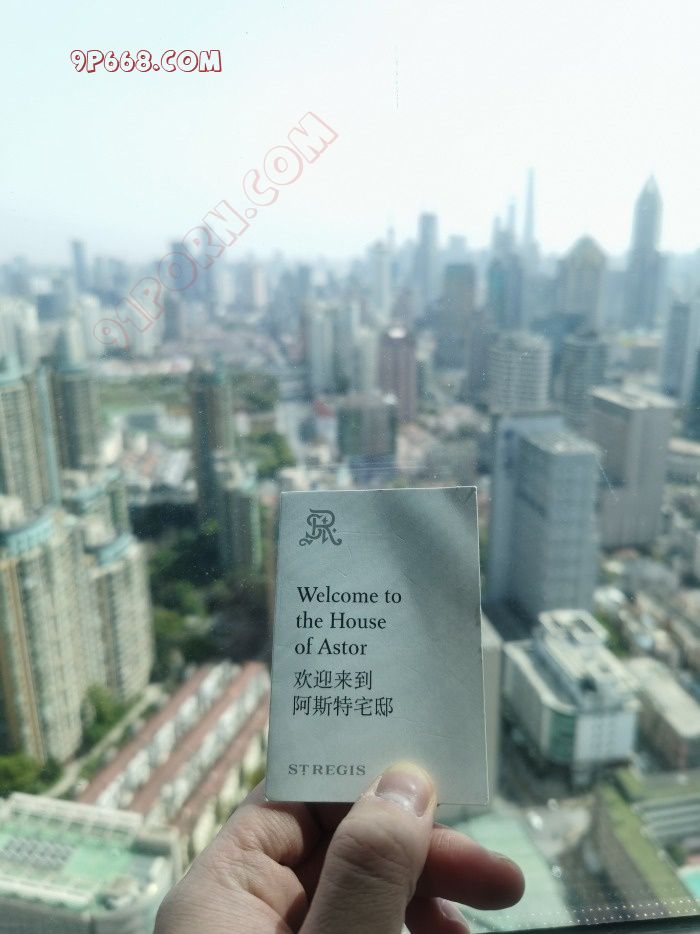 9P668.COM
91PORN.COM
Welcome to
the House
of Astor
欢迎来到
阿斯特宅邸
ST REGIS